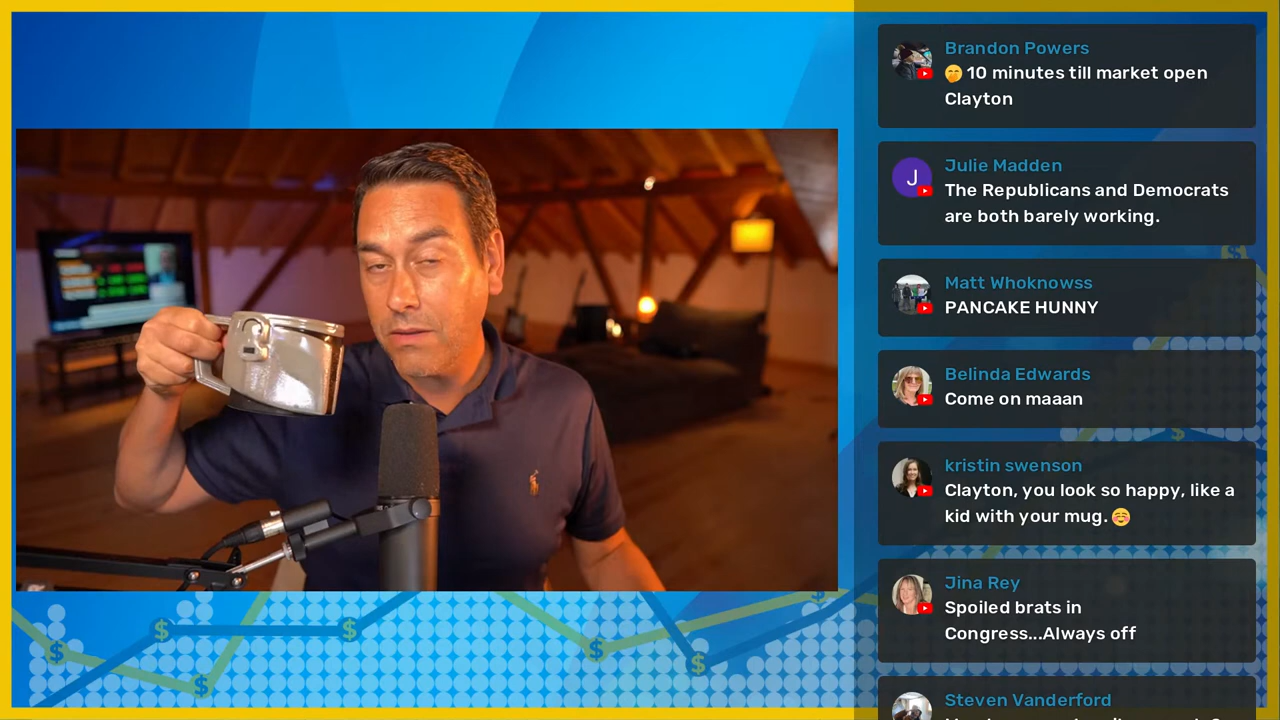 Brandon Powers
🤭 10 minutes till market open
Clayton
J
Julie Madden
The Republicans and Democrats
are both barely working.
Matt Whoknowss
PANCAKE HUNNY
Belinda Edwards
Come on maaan
kristin swenson
Clayton, you look so happy, like a
kid with your mug. ☺️
Jina Rey
Spoiled brats in
Congress...Always off
Steven Vanderford
$
$
$
$
$
$
$
$